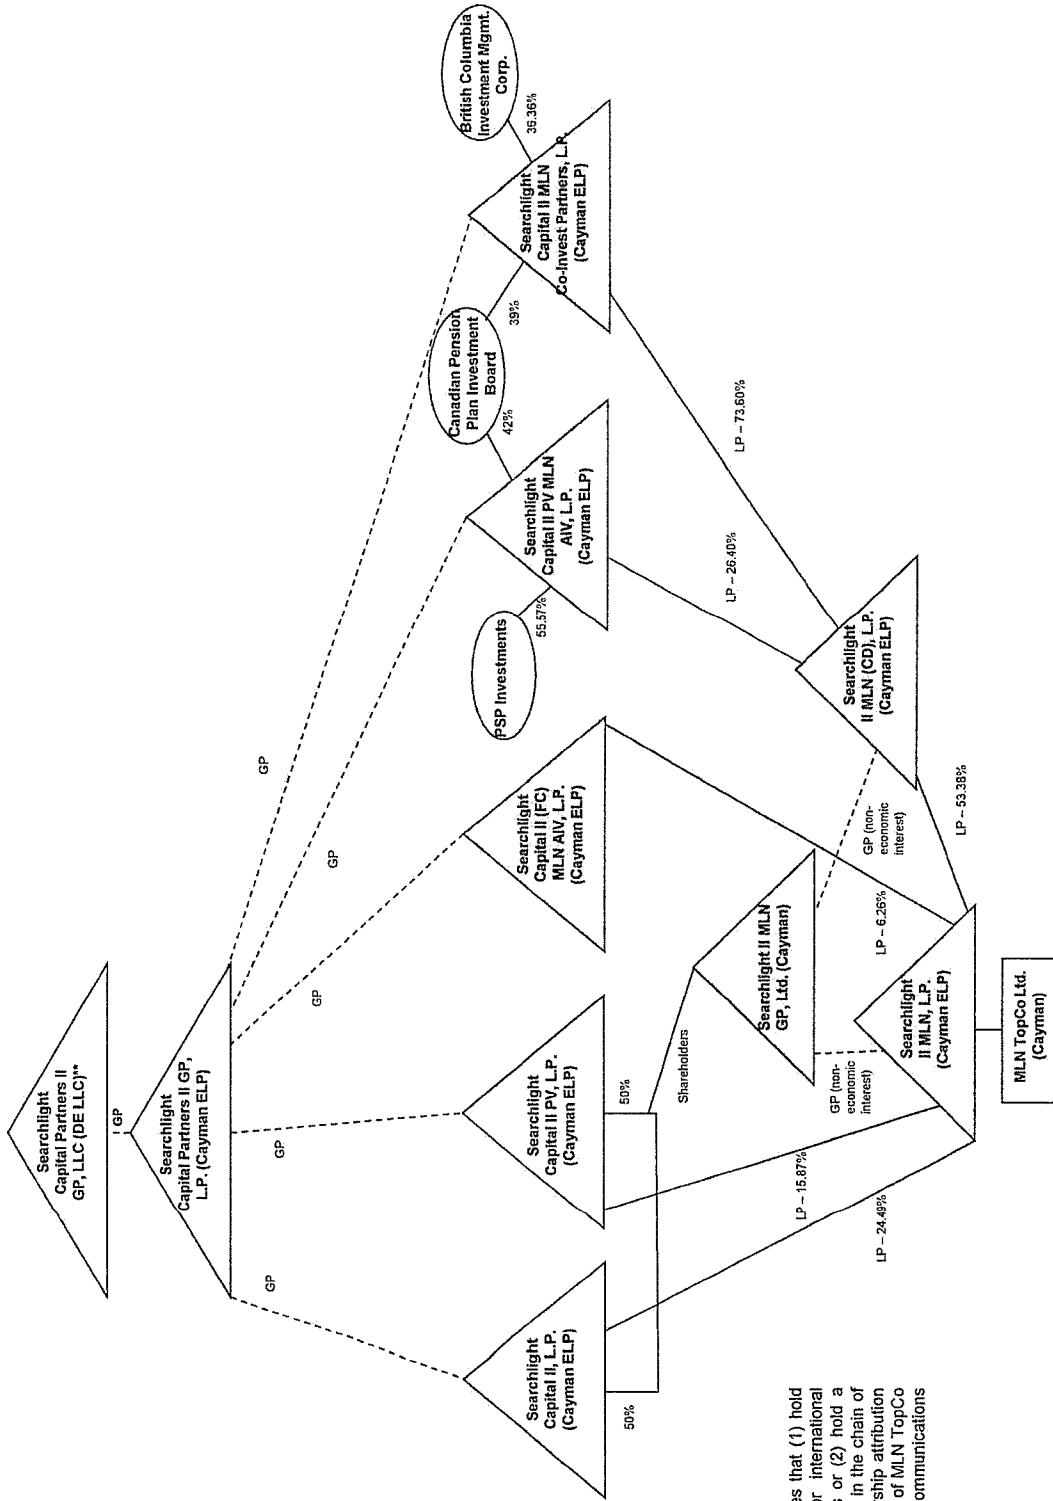 Searchlight
Capital Partners II
GP, LLC (DE LLC)**
GP
Searchlight
Capital Partners II GP,
L.P. (Cayman ELP)
GP
GP
GP
GP
GP
Searchlight
Capital II, L.P.
(Cayman ELP)
Searchlight
Capital II PV, L.P.
(Cayman ELP)
Searchlight
Capital II (FC)
MLN AIV, L.P.
(Cayman ELP)
PSP Investments
55.57%
Searchlight
Capital II PV MLN
AIV, L.P.
(Cayman ELP)
Canadian Pension
Plan Investment
Board
42%
39%
Searchlight
Capital II MLN
Co-Invest Partners, L.P.
(Cayman ELP)
British Columbia
Investment Mgmt.
Corp.
35.36%
50%
50%
Shareholders
Searchlight II MLN
GP, Ltd. (Cayman)
LP – 26.40%
LP – 73.60%
Searchlight
II MLN (CD), L.P.
(Cayman ELP)
GP (non-
economic
interest)
GP (non-
economic
interest)
LP – 24.49%
LP – 15.87%
LP – 6.26%
LP – 53.38%
Searchlight
II MLN, L.P.
(Cayman ELP)
MLN TopCo Ltd.
(Cayman)
es that (1) hold
or international
s or (2) hold a
in the chain of
rship attribution
of MLN TopCo
ommunications